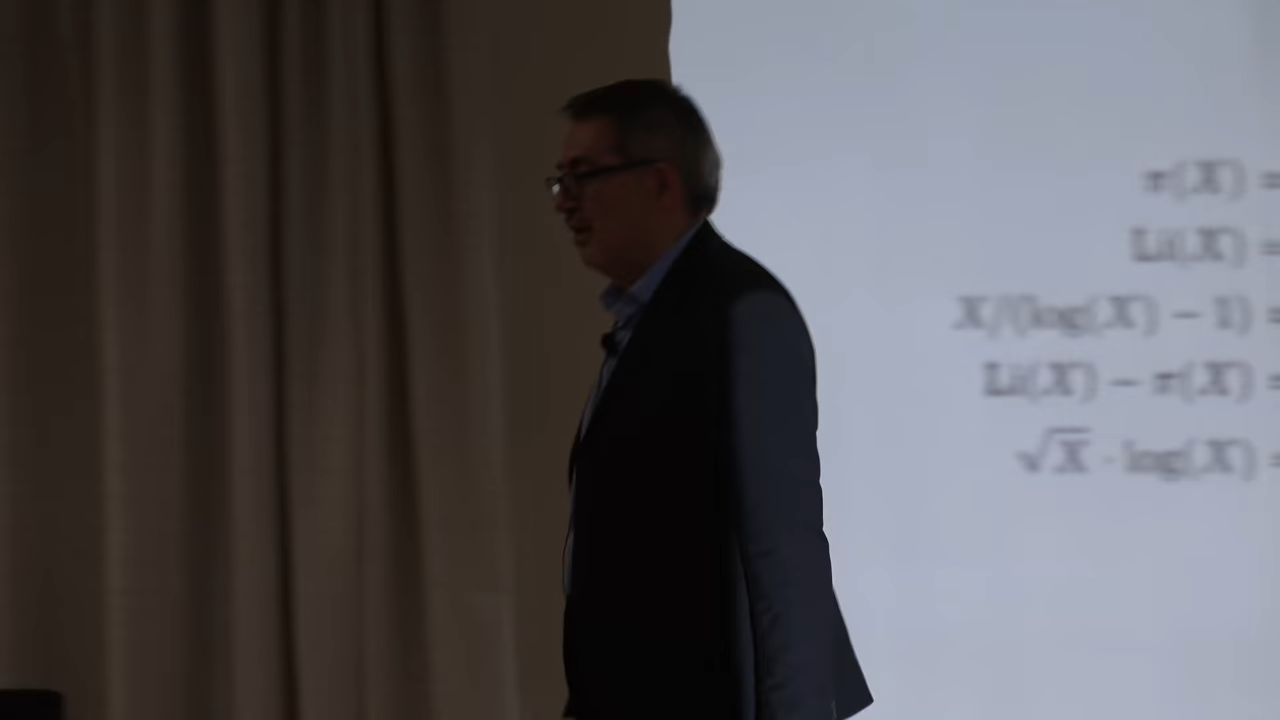 π(X) =
Li(X) =
X/(log(X) − 1) =
Li(X) − π(X) =
√X · log(X) =